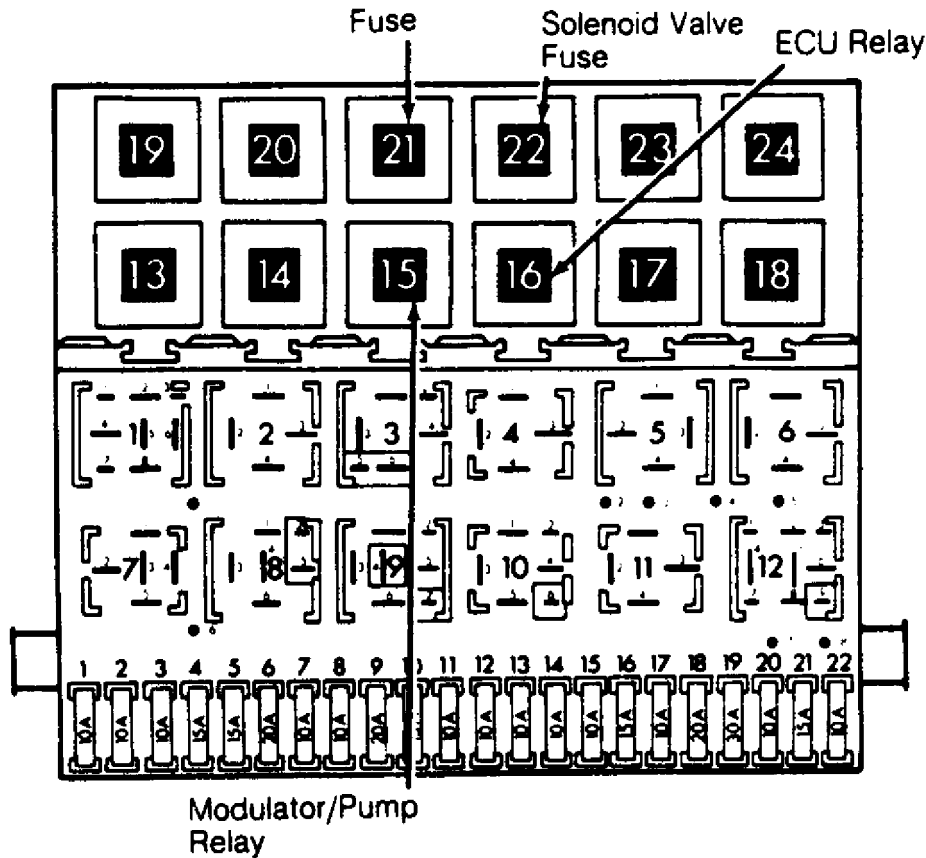 Fuse
Solenoid Valve
Fuse
ECU Relay
19 20 21 22 23 24
13 14 15 16 17 18
1 2 3 4 5 6
7 8 9 10 11 12
1 2 3 4 5 6 7 8 9 10 11 12 13 14 15 16 17 18 19 20 21 22
10A 10A 10A 15A 15A 20A 10A 10A 20A 10A 10A 10A 10A 10A 15A 10A 20A 30A 10A 15A 10A
Modulator/Pump
Relay